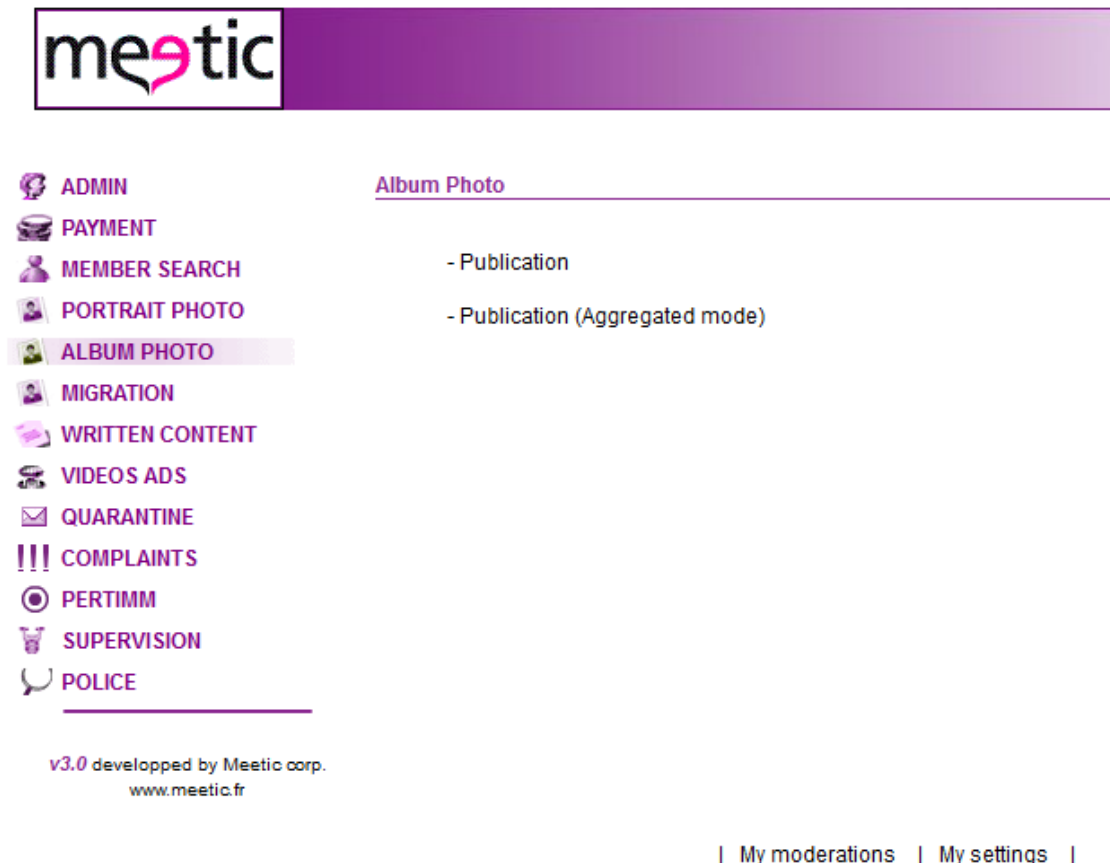 meetic
ADMIN
PAYMENT
MEMBER SEARCH
PORTRAIT PHOTO
ALBUM PHOTO
MIGRATION
WRITTEN CONTENT
VIDEOS ADS
QUARANTINE
!!! COMPLAINTS
PERTIMM
SUPERVISION
POLICE
v3.0 developped by Meetic corp.
www.meetic.fr
Album Photo
- Publication
- Publication (Aggregated mode)
| My moderations | My settings |